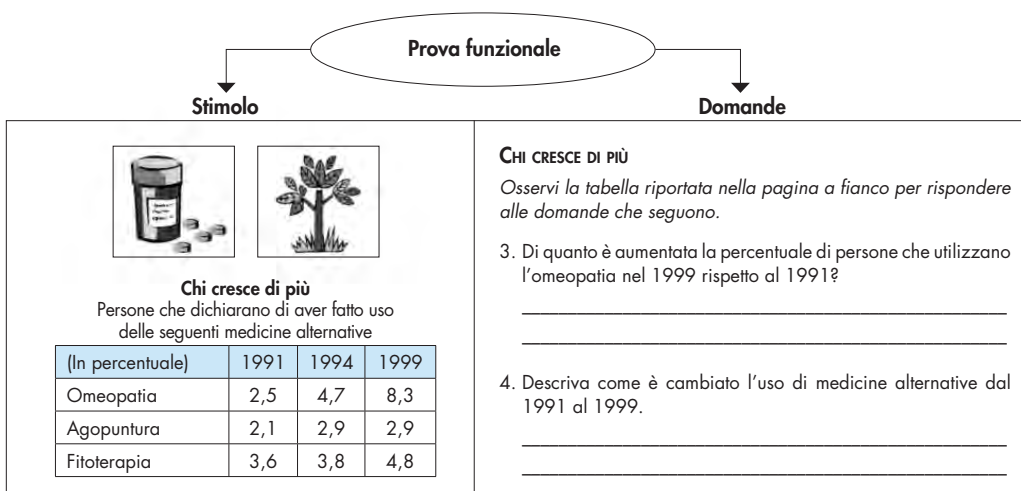 Prova funzionale
Stimolo
Chi cresce di più
Persone che dichiarano di aver fatto uso
delle seguenti medicine alternative
(In percentuale) 1991 1994 1999
Omeopatia 2,5 4,7 8,3
Agopuntura 2,1 2,9 2,9
Fitoterapia 3,6 3,8 4,8
Domande
CHI CRESCE DI PIÙ
Osservi la tabella riportata nella pagina a fianco per rispondere
alle domande che seguono.
3. Di quanto è aumentata la percentuale di persone che utilizzano
l'omeopatia nel 1999 rispetto al 1991?
4. Descriva come è cambiato l'uso di medicine alternative dal
1991 al 1999.